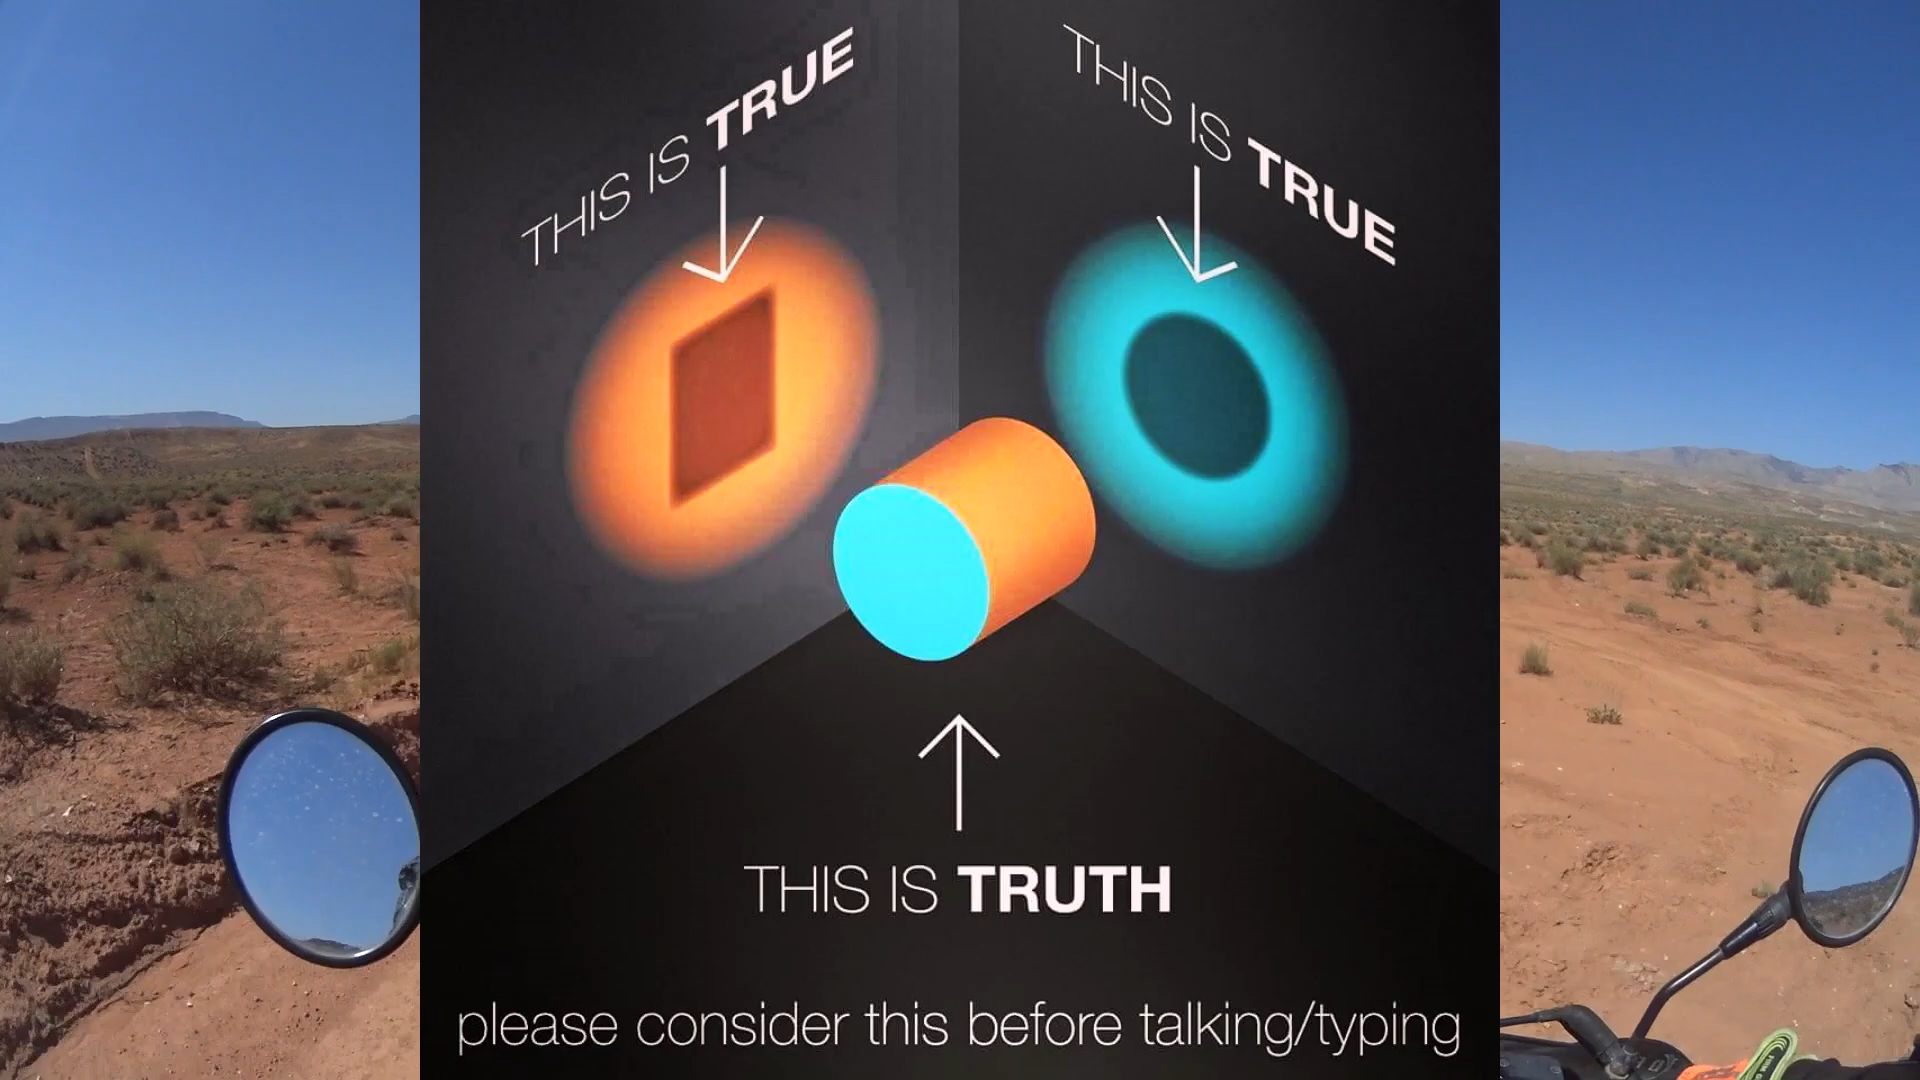 THIS IS TRUE
THIS IS TRUE
THIS IS TRUTH
please consider this before talking/typing